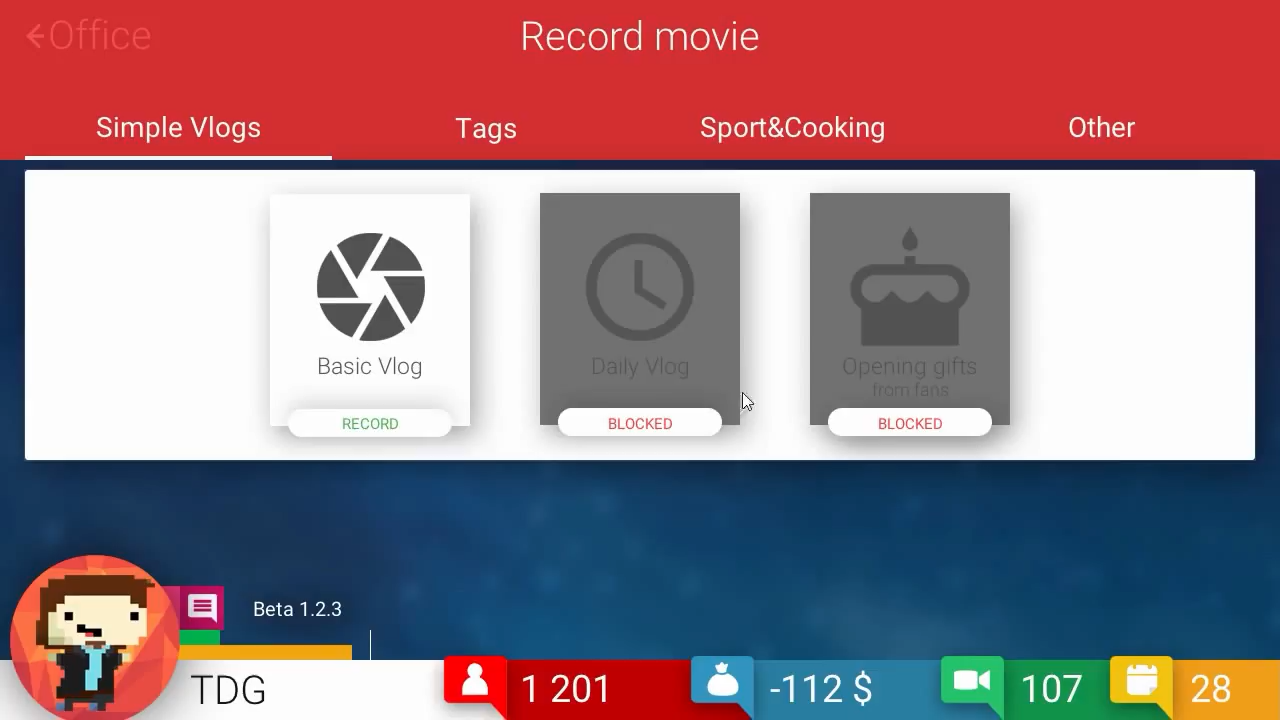 Office
Record movie
Simple Vlogs
Tags
Sport&Cooking
Other
Basic Vlog
RECORD
Daily Vlog
BLOCKED
Opening gifts
from fans
BLOCKED
Beta 1.2.3
TDG
1 201
-112 $
107
28